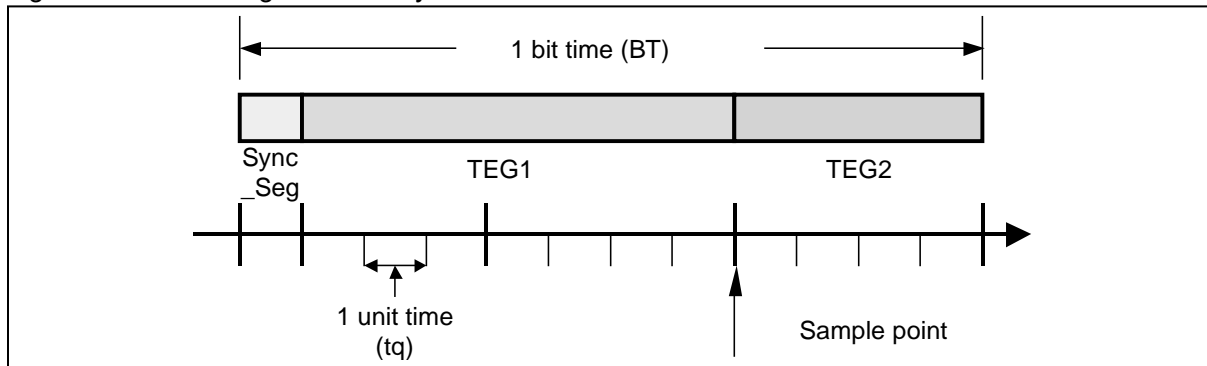 1 bit time (BT)
Sync
_Seg
TEG1
TEG2
1 unit time
(tq)
Sample point